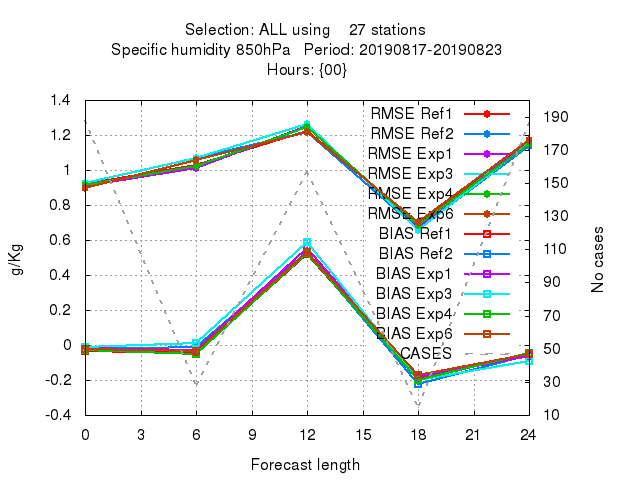 Selection: ALL using 27 stations
Specific humidity 850hPa Period: 20190817-20190823
Hours: {00}
1.4
1.2
1
0.8
0.6
0.4
0.2
0
-0.2
-0.4
g/Kg
RMSE Ref1
RMSE Ref2
RMSE Exp1
RMSE Exp3
RMSE Exp4
RMSE Exp6
BIAS Ref1
BIAS Ref2
BIAS Exp1
BIAS Exp3
BIAS Exp4
BIAS Exp6
CASES
190
170
150
130
110
90
70
50
30
10
No cases
0 3 6 9 12 15 18 21 24
Forecast length